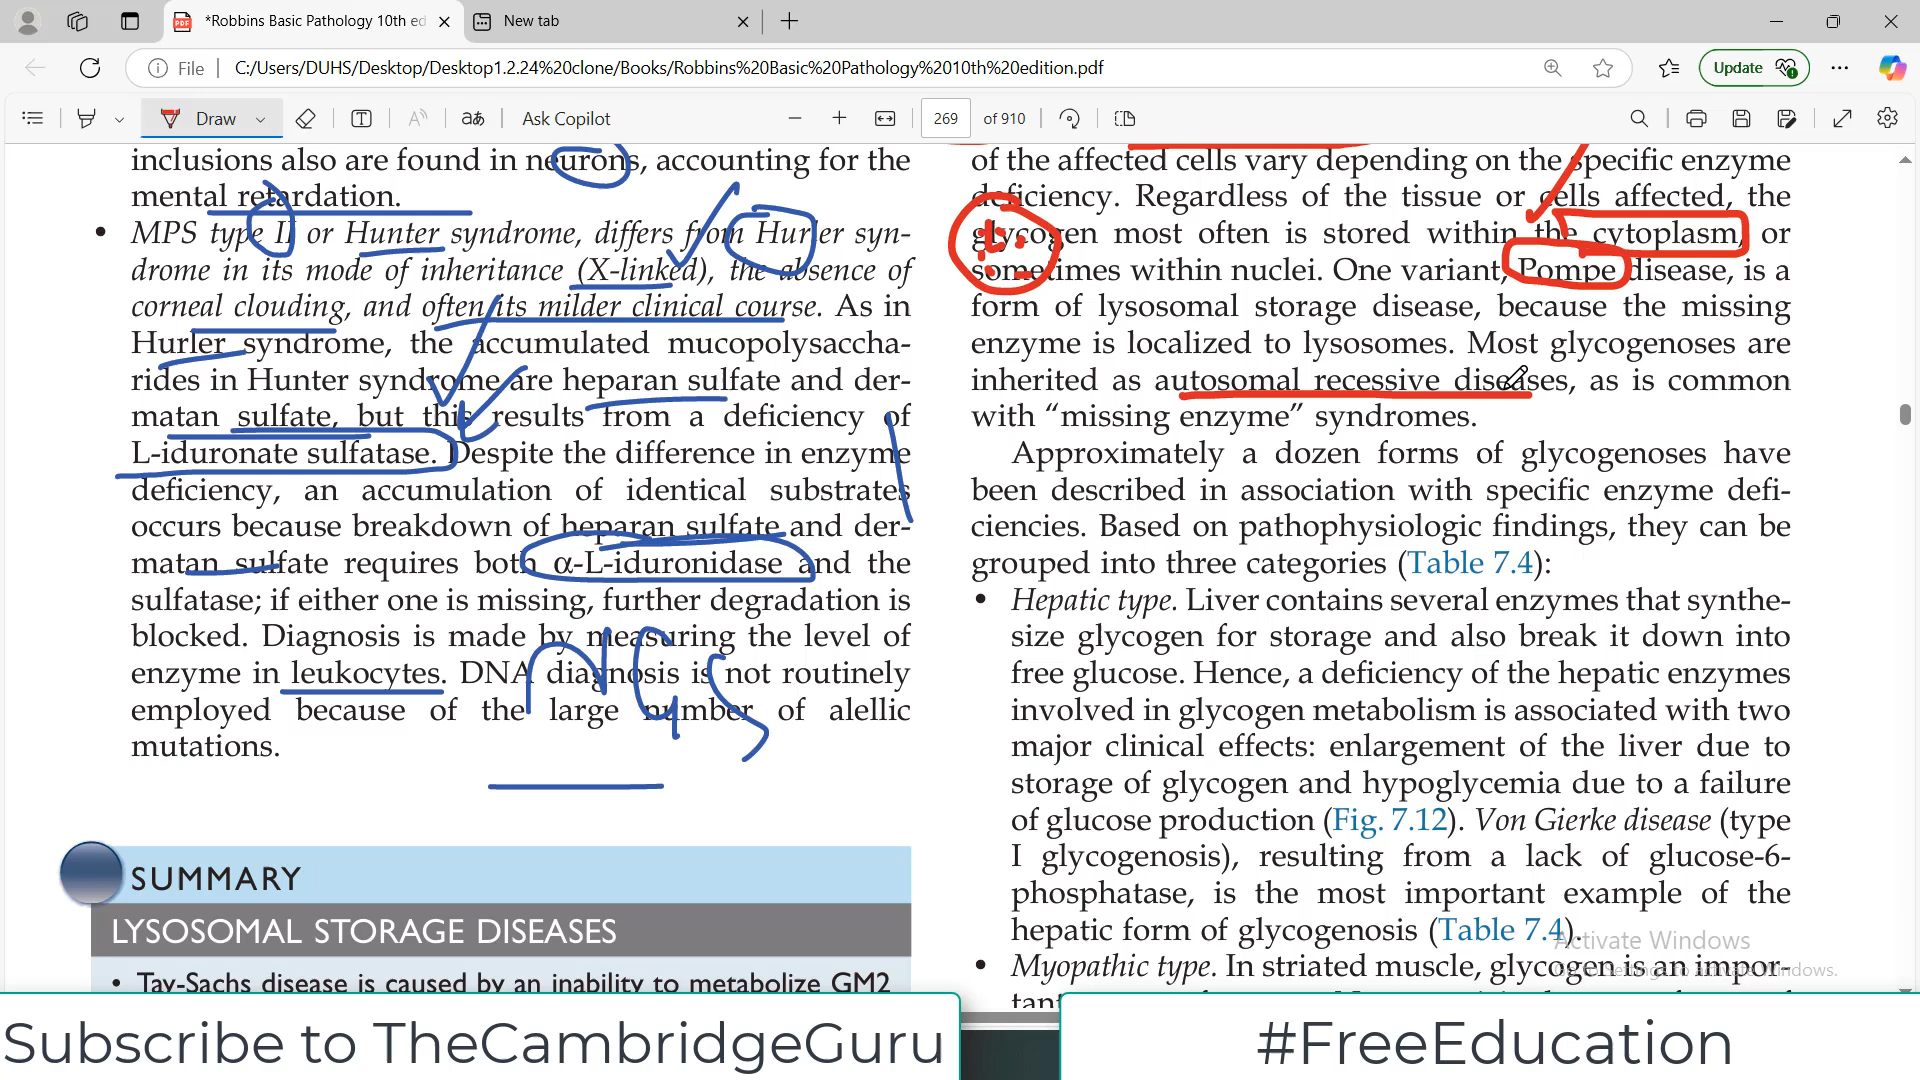 *Robbins Basic Pathology 10th ed
New tab
File
C:/Users/DUHS/Desktop/Desktop1.2.24%20clone/Books/Robbins%20Basic%20Pathology%2010th%20edition.pdf
Update
Draw
Ask Copilot
269 of 910
inclusions also are found in neurons, accounting for the
mental retardation.
• MPS type II or Hunter syndrome, differs from Hurler syn-
drome in its mode of inheritance (X-linked), the absence of
corneal clouding, and often its milder clinical course. As in
Hurler syndrome, the accumulated mucopolysaccha-
rides in Hunter syndrome are heparan sulfate and der-
matan sulfate, but this results from a deficiency of
L-iduronate sulfatase. Despite the difference in enzyme
deficiency, an accumulation of identical substrates
occurs because breakdown of heparan sulfate and der-
matan sulfate requires both α-L-iduronidase and the
sulfatase; if either one is missing, further degradation is
blocked. Diagnosis is made by measuring the level of
enzyme in leukocytes. DNA diagnosis is not routinely
employed because of the large number of alellic
mutations.
NGS
SUMMARY
LYSOSOMAL STORAGE DISEASES
• Tay-Sachs disease is caused by an inability to metabolize GM2
of the affected cells vary depending on the specific enzyme
deficiency. Regardless of the tissue or cells affected, the
glycogen most often is stored within the cytoplasm, or
sometimes within nuclei. One variant, Pompe disease, is a
form of lysosomal storage disease, because the missing
enzyme is localized to lysosomes. Most glycogenoses are
inherited as autosomal recessive diseases, as is common
with “missing enzyme” syndromes.
Approximately a dozen forms of glycogenoses have
been described in association with specific enzyme defi-
ciencies. Based on pathophysiologic findings, they can be
grouped into three categories (Table 7.4):
• Hepatic type. Liver contains several enzymes that synthe-
size glycogen for storage and also break it down into
free glucose. Hence, a deficiency of the hepatic enzymes
involved in glycogen metabolism is associated with two
major clinical effects: enlargement of the liver due to
storage of glycogen and hypoglycemia due to a failure
of glucose production (Fig. 7.12). Von Gierke disease (type
I glycogenosis), resulting from a lack of glucose-6-
phosphatase, is the most important example of the
hepatic form of glycogenosis (Table 7.4).
• Myopathic type. In striated muscle, glycogen is an impor-
Activate Windows
Go to Settings to activate Windows.
Subscribe to TheCambridgeGuru
#FreeEducation